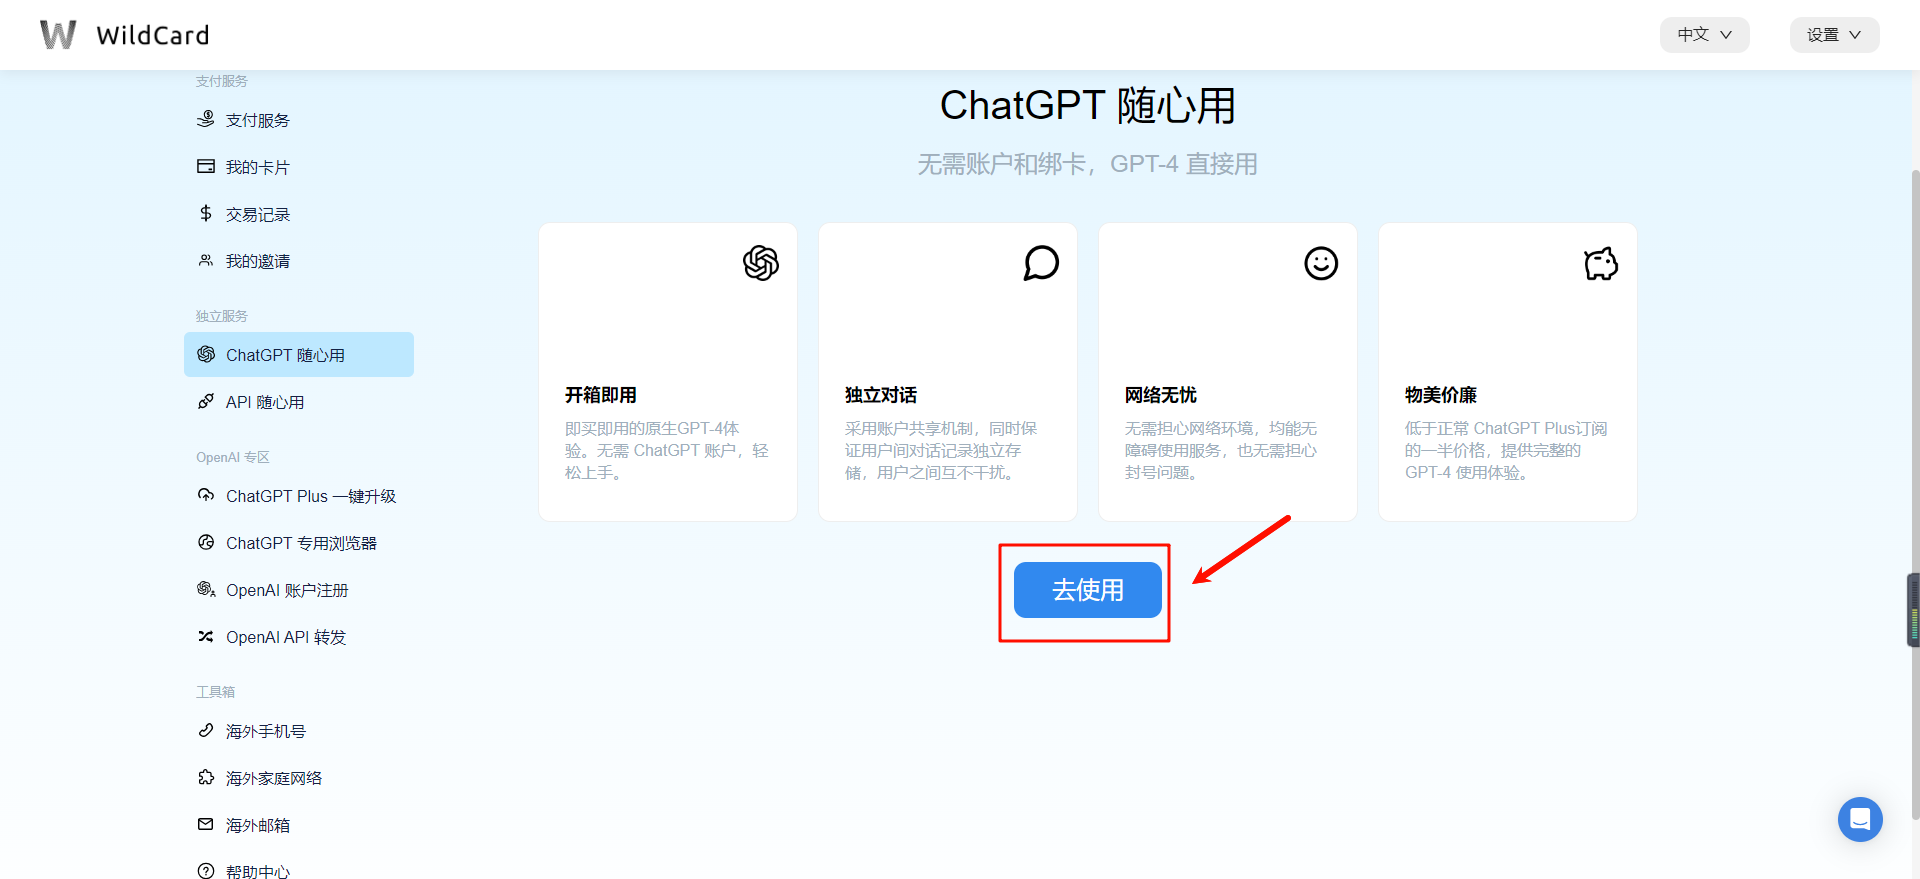 WildCard
中文
设置
支付服务
支付服务
我的卡片
交易记录
我的邀请
独立服务
ChatGPT 随心用
API 随心用
OpenAI 专区
ChatGPT Plus 一键升级
ChatGPT 专用浏览器
OpenAI 账户注册
OpenAI API 转发
工具箱
海外手机号
海外家庭网络
海外邮箱
帮助中心
ChatGPT 随心用
无需账户和绑卡，GPT-4 直接用
开箱即用
即买即用的原生GPT-4体
验。无需 ChatGPT 账户，轻
松上手。
独立对话
采用账户共享机制，同时保
证用户间对话记录独立存
储，用户之间互不干扰。
网络无忧
无需担心网络环境，均能无
障碍使用服务，也无需担心
封号问题。
物美价廉
低于正常 ChatGPT Plus订阅
的一半价格，提供完整的
GPT-4 使用体验。
去使用